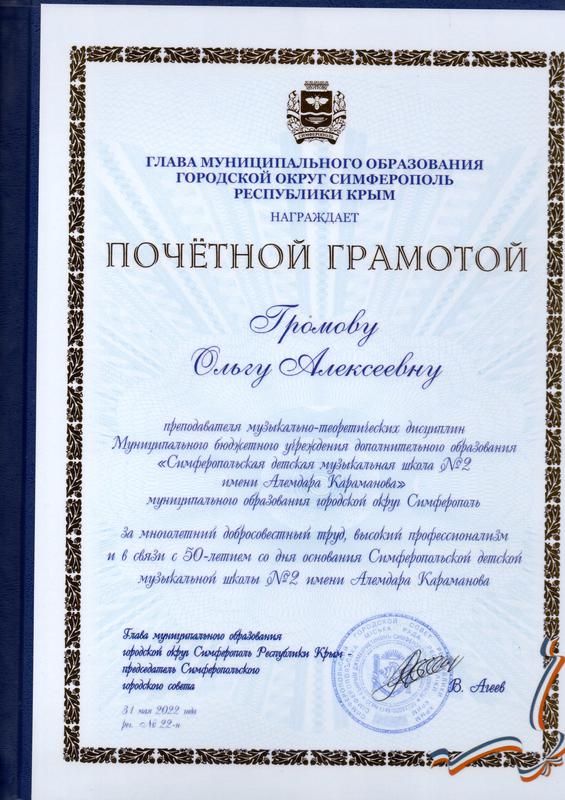 СИМФЕРОПОЛЬ
ГЛАВА МУНИЦИПАЛЬНОГО ОБРАЗОВАНИЯ
ГОРОДСКОЙ ОКРУГ СИМФЕРОПОЛЬ
РЕСПУБЛИКИ КРЫМ
НАГРАЖДАЕТ
ПОЧЁТНОЙ ГРАМОТОЙ
Громову
Ольгу Алексеевну
преподавателя музыкально-теоретических дисциплин
Муниципального бюджетного учреждения дополнительного образования
«Симферопольская детская музыкальная школа №2
имени Алемдара Караманова»
муниципального образования городской округ Симферополь
за многолетний добросовестный труд, высокий профессионализм
и в связи с 50-летием со дня основания Симферопольской детской
музыкальной школы №2 имени Алемдара Караманова
Глава муниципального образования
городской округ Симферополь Республики Крым
председатель Симферопольского
городского совета
В. Агеев
31 мая 2022 года
рег. № 22-н